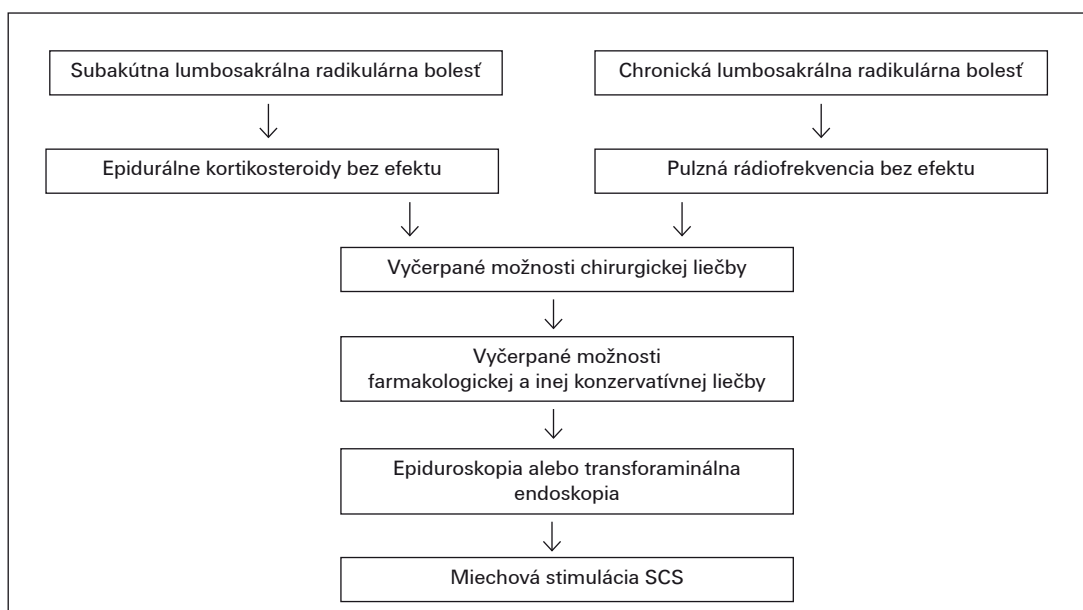 Subakútna lumbosakrálna radikulárna bolesť
Chronická lumbosakrálna radikulárna bolesť
Epidurálne kortikosteroidy bez efektu
Pulzná rádiofrekvencia bez efektu
Vyčerpané možnosti chirurgickej liečby
Vyčerpané možnosti
farmakologickej a inej konzervatívnej liečby
Epiduroskopia alebo transforaminálna
endoskopia
Miechová stimulácia SCS